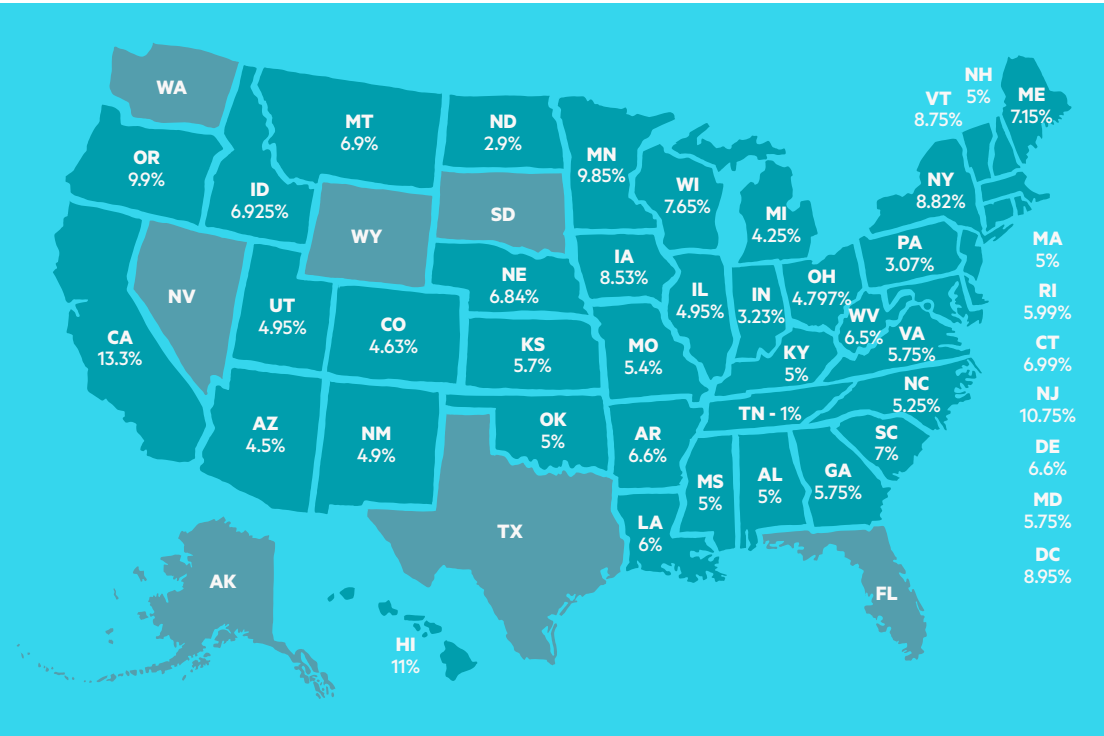 WA
MT
6.9%
ND
2.9%
MN
9.85%
OR
9.9%
ID
6.925%
WY
SD
WI
7.65%
MI
4.25%
NH
5%
VT
8.75%
ME
7.15%
NY
8.82%
PA
3.07%
NV
UT
4.95%
CO
4.63%
NE
6.84%
IA
8.53%
IL
4.95%
IN
3.23%
OH
4.797%
WV
6.5%
VA
5.75%
CA
13.3%
KS
5.7%
MO
5.4%
KY
5%
NC
5.25%
TN - 1%
AZ
4.5%
NM
4.9%
OK
5%
AR
6.6%
SC
7%
MS
5%
AL
5%
GA
5.75%
TX
LA
6%
FL
AK
HI
11%
MA
5%
RI
5.99%
CT
6.99%
NJ
10.75%
DE
6.6%
MD
5.75%
DC
8.95%